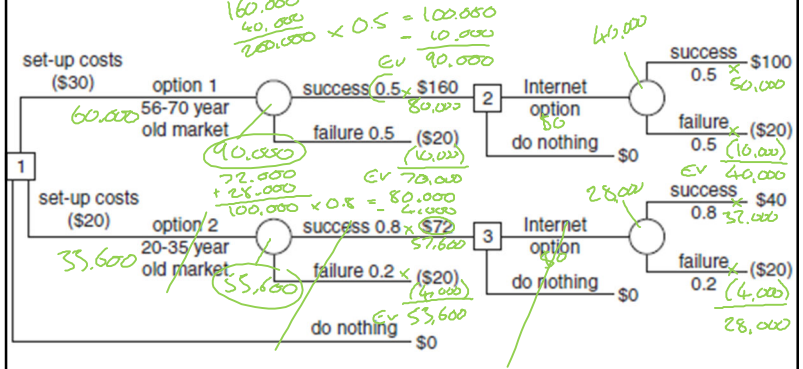 160.000
40,000
200.000 × 0.5 = 100.000
- 10.000
EV 90.000
40,000
set-up costs
($30)
60.000
option 1
56-70 year
old market
success 0.5 × $160
80,000
failure 0.5 ($20)
(10,000)
EV 70,000
90.000
2
Internet
option
$0
do nothing
$0
success
0.5
$100
×
50,000
failure
0.5
($20)
×
(10,000)
EV 40,000
1
72.000
+ 28.000
100.000 × 0.8 = 80.000
set-up costs
($20)
33.600
option 2
20-35 year
old market
success 0.8 × $72
57,600
failure 0.2 × ($20)
(4,000)
EV 53,600
53,600
3
Internet
option
$0
do nothing
$0
28,000
success
0.8
$40
×
32.000
failure
0.2
($20)
×
(4,000)
28,000
do nothing
$0